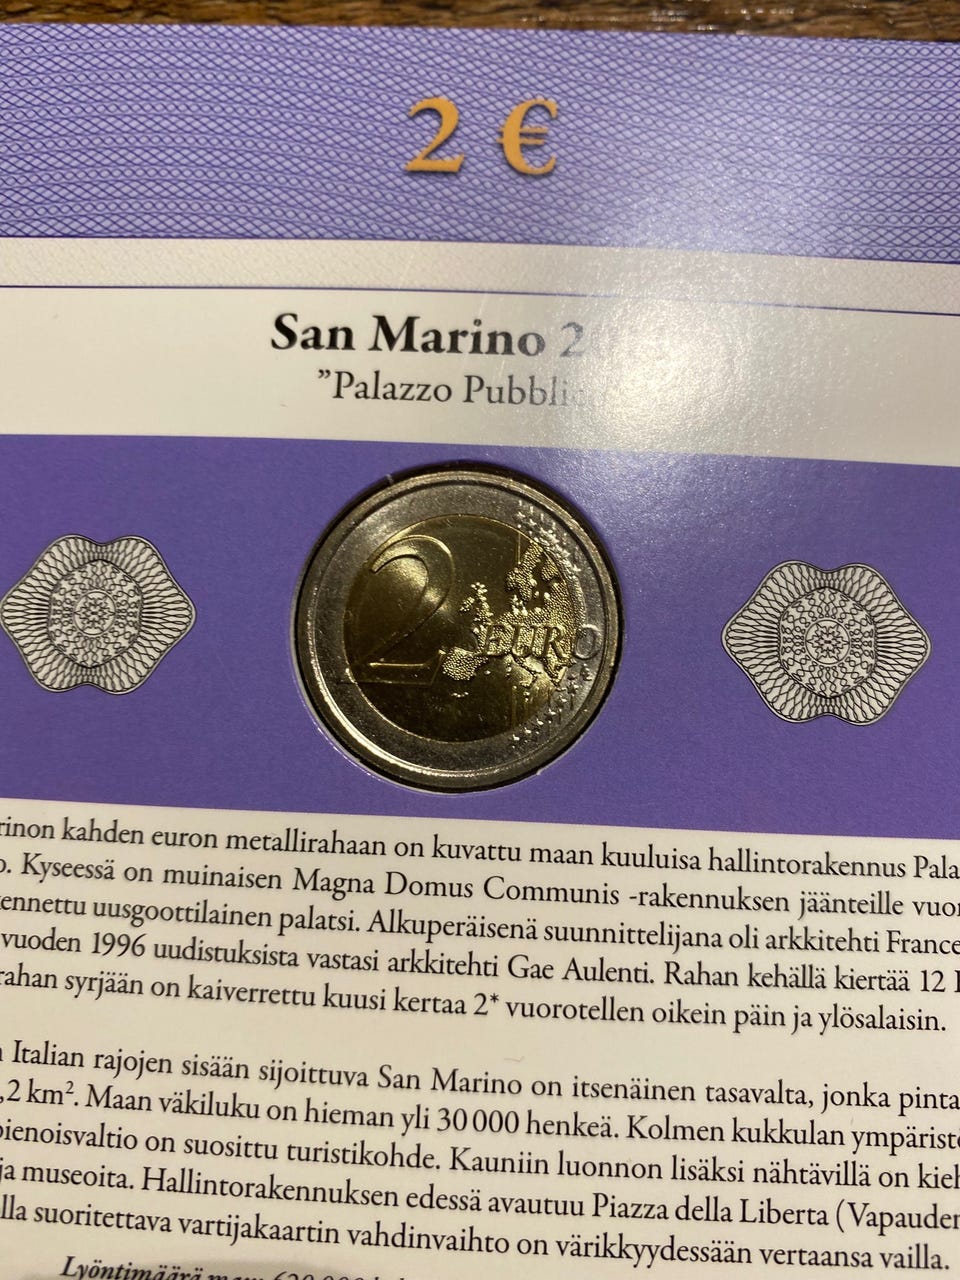 2 €
San Marino
"Palazzo
2 EURO
kahden euron metallirahaan on kuvattu maan kuuluisa hallintorakennus
Kyseessä on muinaisen Magna Domus Communis -rakennuksen jäänteille
uusgoottilainen palatsi. Alkuperäisenä suunnittelijana oli arkkitehti
vuoden 1996 uudistuksista vastasi arkkitehti Gae Aulenti. Rahan kehällä kiertää 12
syrjään on kaiverrettu kuusi kertaa 2* vuorotellen oikein päin ja ylösalaisin.
Italian rajojen sisään sijoittuva San Marino on itsenäinen tasavalta, jonka
km². Maan väkiluku on hieman yli 30 000 henkeä. Kolmen kukkulan
on suosittu turistikohde. Kauniin luonnon lisäksi nähtävillä on
ja museoita. Hallintorakennuksen edessä avautuu Piazza della Liberta
suoritettava vartijakaartin vahdinvaihto on värikkyydessään vertaansa vailla.
Lyöntimäärä